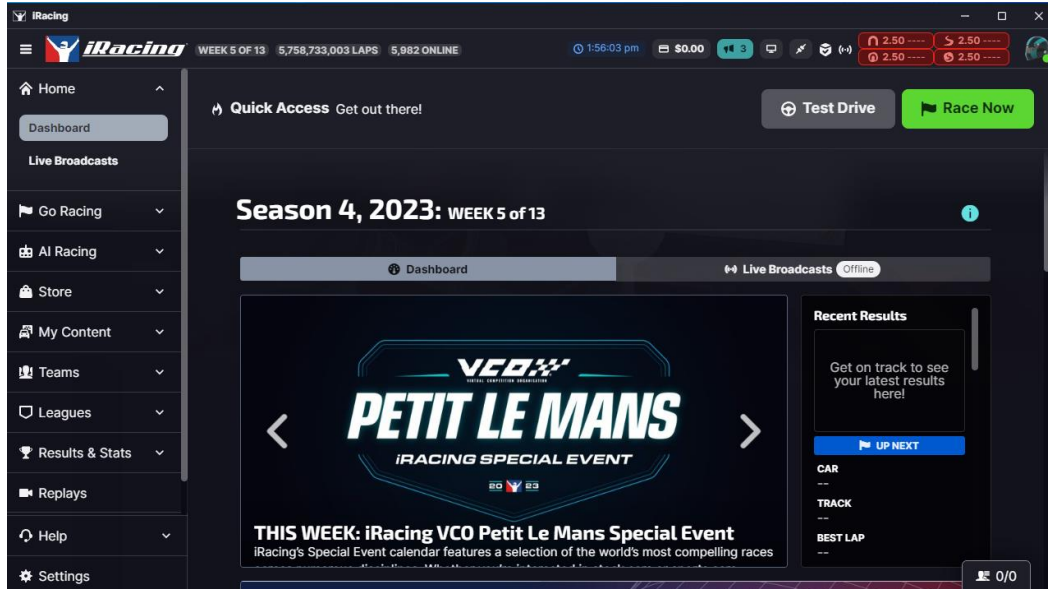 iRacing
iRacing WEEK 5 OF 13 5,758,733,003 LAPS 5,982 ONLINE 1:56:03 pm $0.00 3 2.50 ---- 2.50 ----
2.50 ---- 2.50 ----
Home
Dashboard
Live Broadcasts
Go Racing
AI Racing
Store
My Content
Teams
Leagues
Results & Stats
Replays
Help
Settings
Quick Access Get out there!
Test Drive
Race Now
Season 4, 2023: WEEK 5 of 13
Dashboard
Live Broadcasts Offline
VCO
VIRTUAL COMPETITION ORGANISATION
PETIT LE MANS
iRACING SPECIAL EVENT
20 23
THIS WEEK: iRacing VCO Petit Le Mans Special Event
iRacing's Special Event calendar features a selection of the world's most compelling races
Recent Results
Get on track to see
your latest results
here!
UP NEXT
CAR
--
TRACK
--
BEST LAP
--
0/0